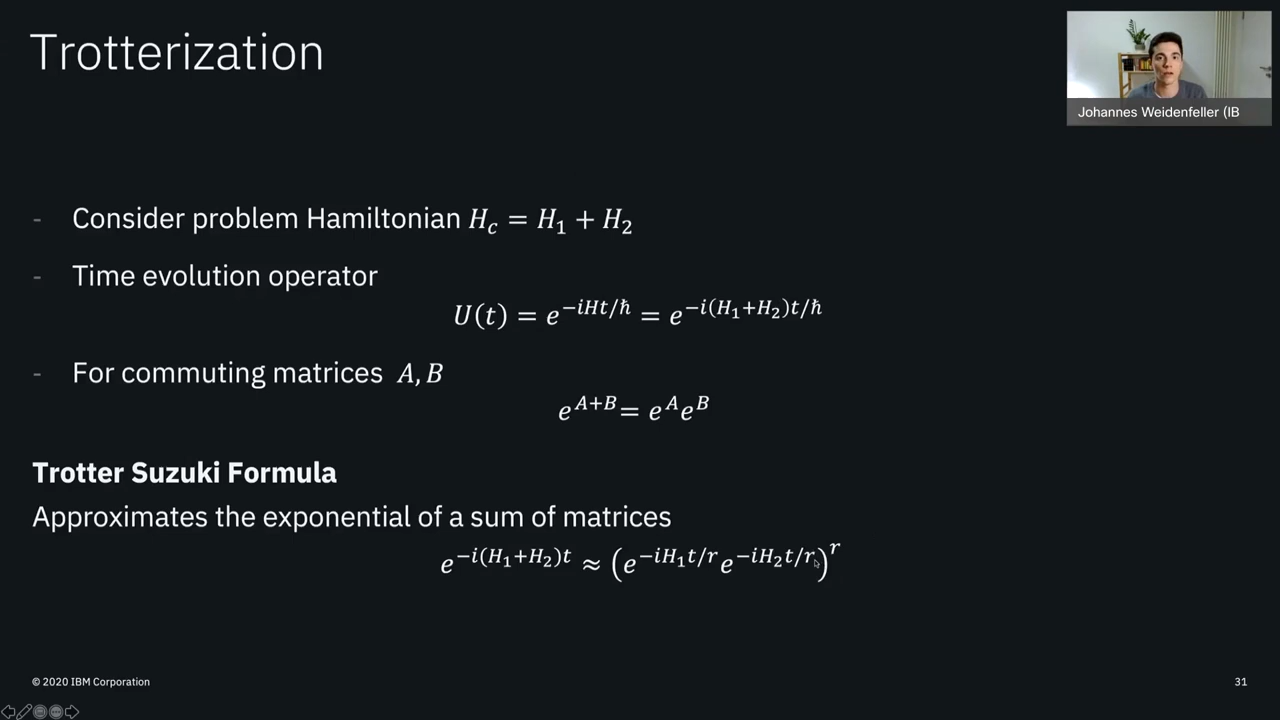 Trotterization
Johannes Weidenfeller (IB
- Consider problem Hamiltonian H_c = H_1 + H_2
- Time evolution operator
U(t) = e^{-iHt/ℏ} = e^{-i(H_1+H_2)t/ℏ}
- For commuting matrices A, B
e^{A+B} = e^A e^B
Trotter Suzuki Formula
Approximates the exponential of a sum of matrices
e^{-i(H_1+H_2)t} ≈ (e^{-iH_1t/r} e^{-iH_2t/r})^r
© 2020 IBM Corporation
31